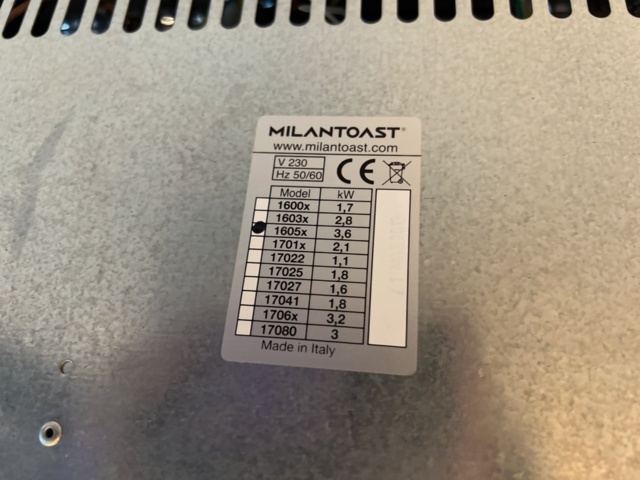 MILANTOAST®
www.milantoast.com
V 230
Hz 50/60
CE
Model kW
1600x 1,7
1603x 2,8
1605x 3,6
1701x 2,1
17022 1,1
17025 1,8
17027 1,6
17041 1,8
1706x 3,2
17080 3
Made in Italy